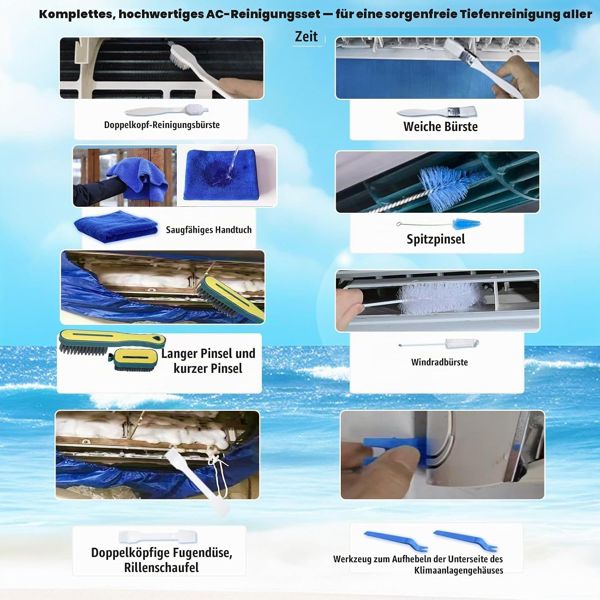 Komplettes, hochwertiges AC-Reinigungsset — für eine sorgenfreie Tiefenreinigung aller
Zeit
Doppelkopf-Reinigungsbürste
Weiche Bürste
Saugfähiges Handtuch
Spitzpinsel
Langer Pinsel und
kurzer Pinsel
Windradbürste
Doppelköpfige Fugendüse,
Rillenschaufel
Werkzeug zum Aufhebeln der Unterseite des
Klimaanlagengehäuses